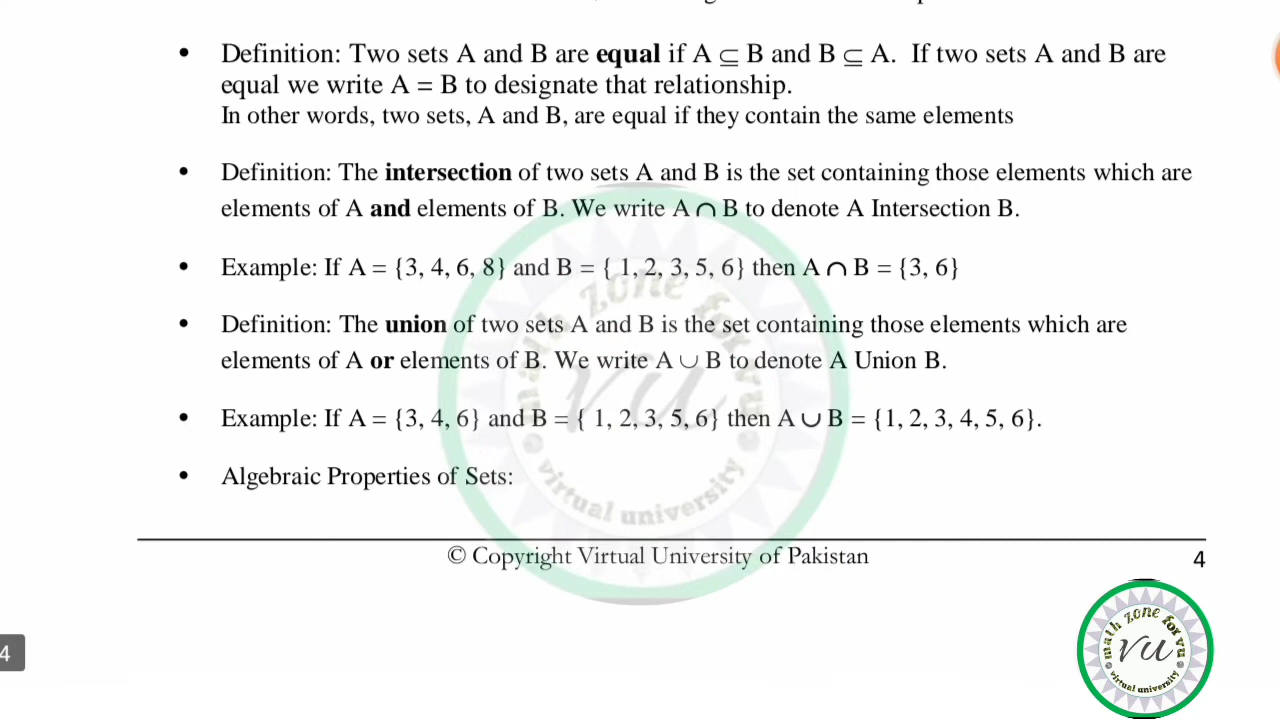 • Definition: Two sets A and B are equal if A ⊆ B and B ⊆ A. If two sets A and B are
equal we write A = B to designate that relationship.
In other words, two sets, A and B, are equal if they contain the same elements
• Definition: The intersection of two sets A and B is the set containing those elements which are
elements of A and elements of B. We write A ∩ B to denote A Intersection B.
• Example: If A = {3, 4, 6, 8} and B = { 1, 2, 3, 5, 6} then A ∩ B = {3, 6}
• Definition: The union of two sets A and B is the set containing those elements which are
elements of A or elements of B. We write A ∪ B to denote A Union B.
• Example: If A = {3, 4, 6} and B = { 1, 2, 3, 5, 6} then A ∪ B = {1, 2, 3, 4, 5, 6}.
• Algebraic Properties of Sets:
© Copyright Virtual University of Pakistan
4
4
math zone for vu
vu
virtual university
math zone for vu
vu
virtual university